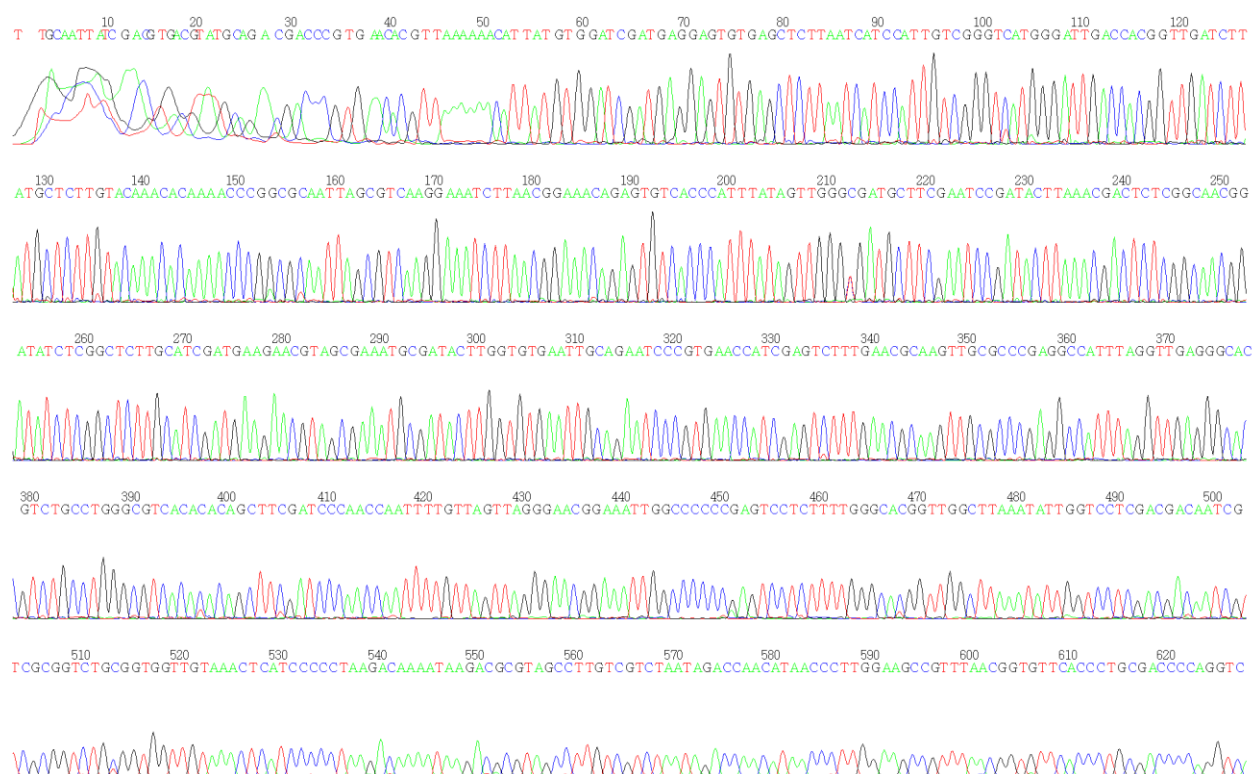 10 20 30 40 50 60 70 80 90 100 110 120
T TGCAATTATCGACGTGACGTATGCAGACGACCCGTGAACACGTTAAAAAACATTATGTGGATCGATGAGGAGTGTGAGCTCTTAATCATCCATTGTCGGGTCATGGGATTGACCACGGTTGATCTT
130 140 150 160 170 180 190 200 210 220 230 240 250
ATGCTCTTGTACAAACACAAAACCCGGCGCAATTAGCGTCAAGGAAATCTTAACGGAAACAGAGTGTCACCCATTTATAGTTGGGCGATGCTTCGAATCCGATACTTAAACGACTCTCGGCAACGG
260 270 280 290 300 310 320 330 340 350 360 370
ATATCTCGGCTCTTGCATCGATGAAGAACGTAGCGAAATGCGATACTTGGTGTGAATTGCAGAATCCCGTGAACCATCGAGTCTTTGAACGCAAGTTGCGCCCGAGGCCATTTAGGTTGAGGGCAC
380 390 400 410 420 430 440 450 460 470 480 490 500
GTCTGCCTGGGCGTCACACACAGCTTCGATCCCAACCAATTTTGTTAGTTAGGGAACGGAAATTGGCCCCCCGAGTCCTCTTTTGGGCACGGTTGGCTTAAATATTGGTCCTCGACGACAATCG
510 520 530 540 550 560 570 580 590 600 610 620
TCGCGGTCTGCGGTGGTTGTAAACTCATCCCCCTAAGACAAAATAAGACGCGTAGCCTTGTCGTCTAATAGACCAACATAACCCTTGGAAGCCGTTTAACGGTGTTCACCCTGCGACCCCAGGTC